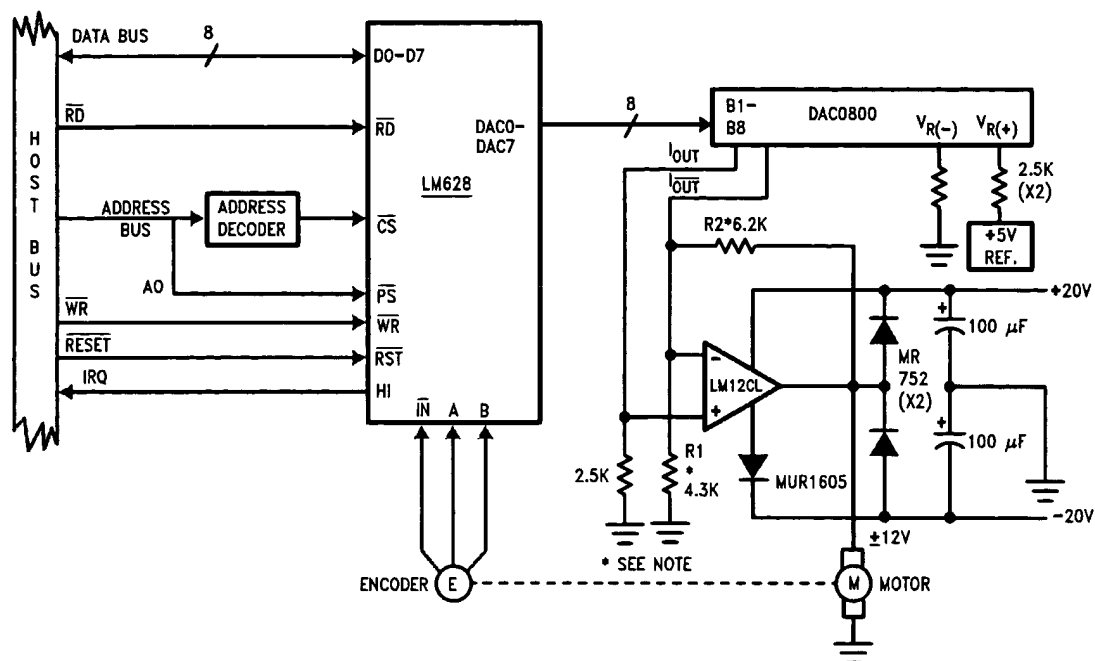 HOST BUS
DATA BUS
8
D0-D7
RD
RD
ADDRESS
BUS
ADDRESS
DECODER
CS
A0
PS
WR
WR
RESET
RST
IRQ
HI
LM628
DAC0-
DAC7
IN A B
8
B1-
B8
DAC0800
VR(-)
VR(+)
IOUT
IOUT
2.5K
(X2)
+5V
REF.
R2*6.2K
+20V
+
100 μF
MR
752
(X2)
-
LM12CL
+
+
100 μF
2.5K
R1
*
4.3K
MUR1605
-20V
±12V
* SEE NOTE
ENCODER
E
M
MOTOR